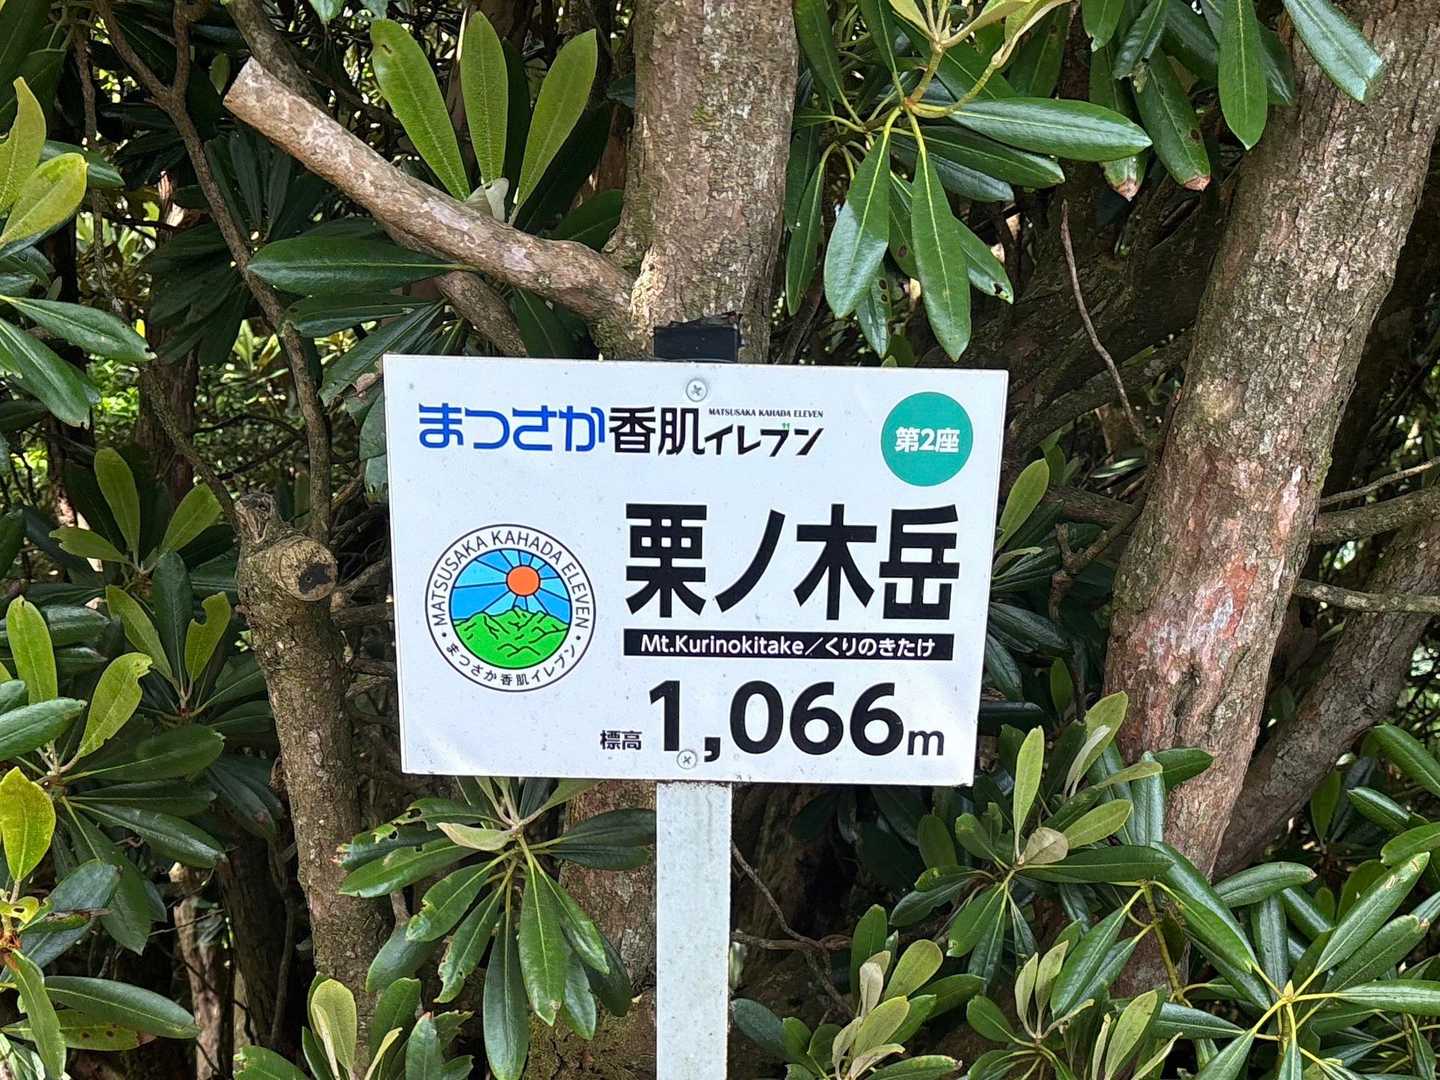 まつさか香肌イレブン
MATSUSAKA KAHADA ELEVEN
第2座
栗ノ木岳
Mt.Kurinokitake／くりのきたけ
標高 1,066m
MATSUSAKA KAHADA ELEVEN
まつさか香肌イレブン